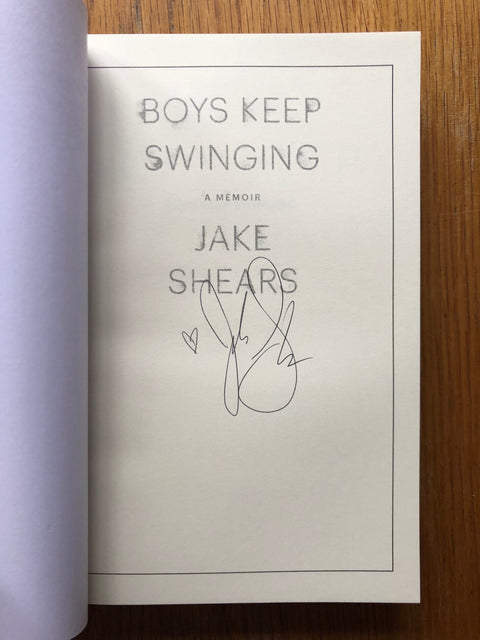 BOYS KEEP
SWINGING
A MEMOIR
JAKE
SHEARS